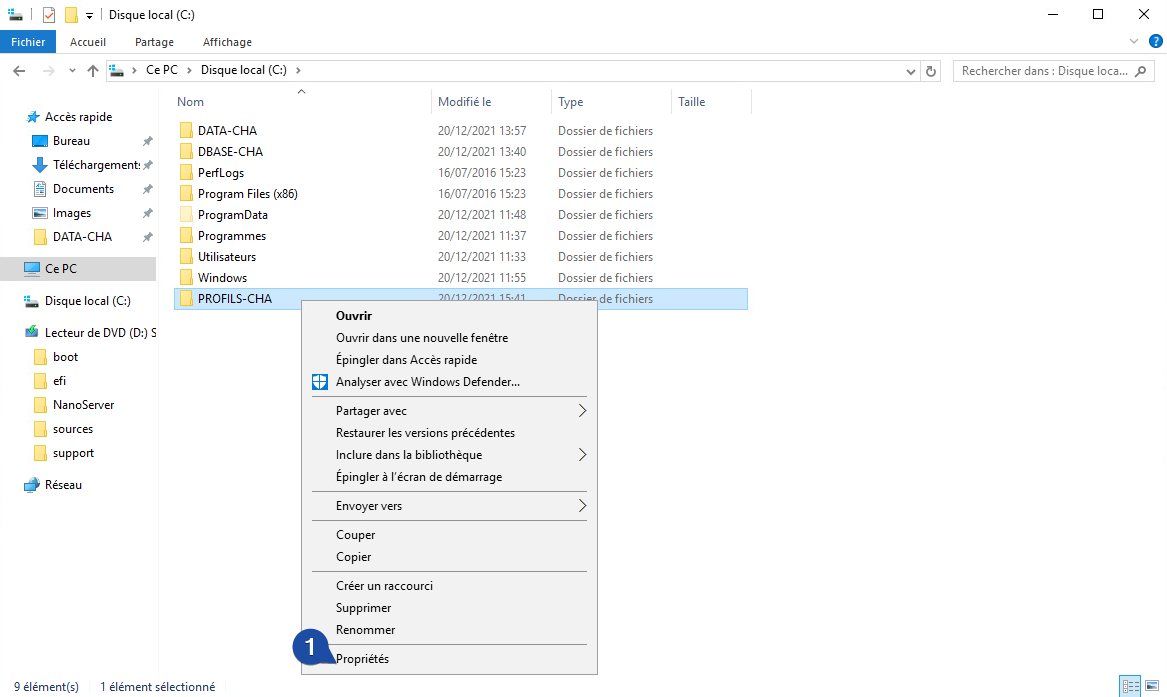 Disque local (C:)
Fichier Accueil Partage Affichage
Ce PC Disque local (C:) Rechercher dans : Disque loca...
Accès rapide
Bureau
Téléchargements
Documents
Images
DATA-CHA
Ce PC
Disque local (C:)
Lecteur de DVD (D:) S
boot
efi
NanoServer
sources
support
Réseau
Nom Modifié le Type Taille
DATA-CHA 20/12/2021 13:57 Dossier de fichiers
DBASE-CHA 20/12/2021 13:40 Dossier de fichiers
PerfLogs 16/07/2016 15:23 Dossier de fichiers
Program Files (x86) 16/07/2016 15:23 Dossier de fichiers
ProgramData 20/12/2021 11:48 Dossier de fichiers
Programmes 20/12/2021 11:37 Dossier de fichiers
Utilisateurs 20/12/2021 11:33 Dossier de fichiers
Windows 20/12/2021 11:55 Dossier de fichiers
PROFILS-CHA 20/12/2021 15:41 Dossier de fichiers
Ouvrir
Ouvrir dans une nouvelle fenêtre
Épingler dans Accès rapide
Analyser avec Windows Defender...
Partager avec
Restaurer les versions précédentes
Inclure dans la bibliothèque
Épingler à l'écran de démarrage
Envoyer vers
Couper
Copier
Créer un raccourci
Supprimer
Renommer
1
Propriétés
9 élément(s) 1 élément sélectionné